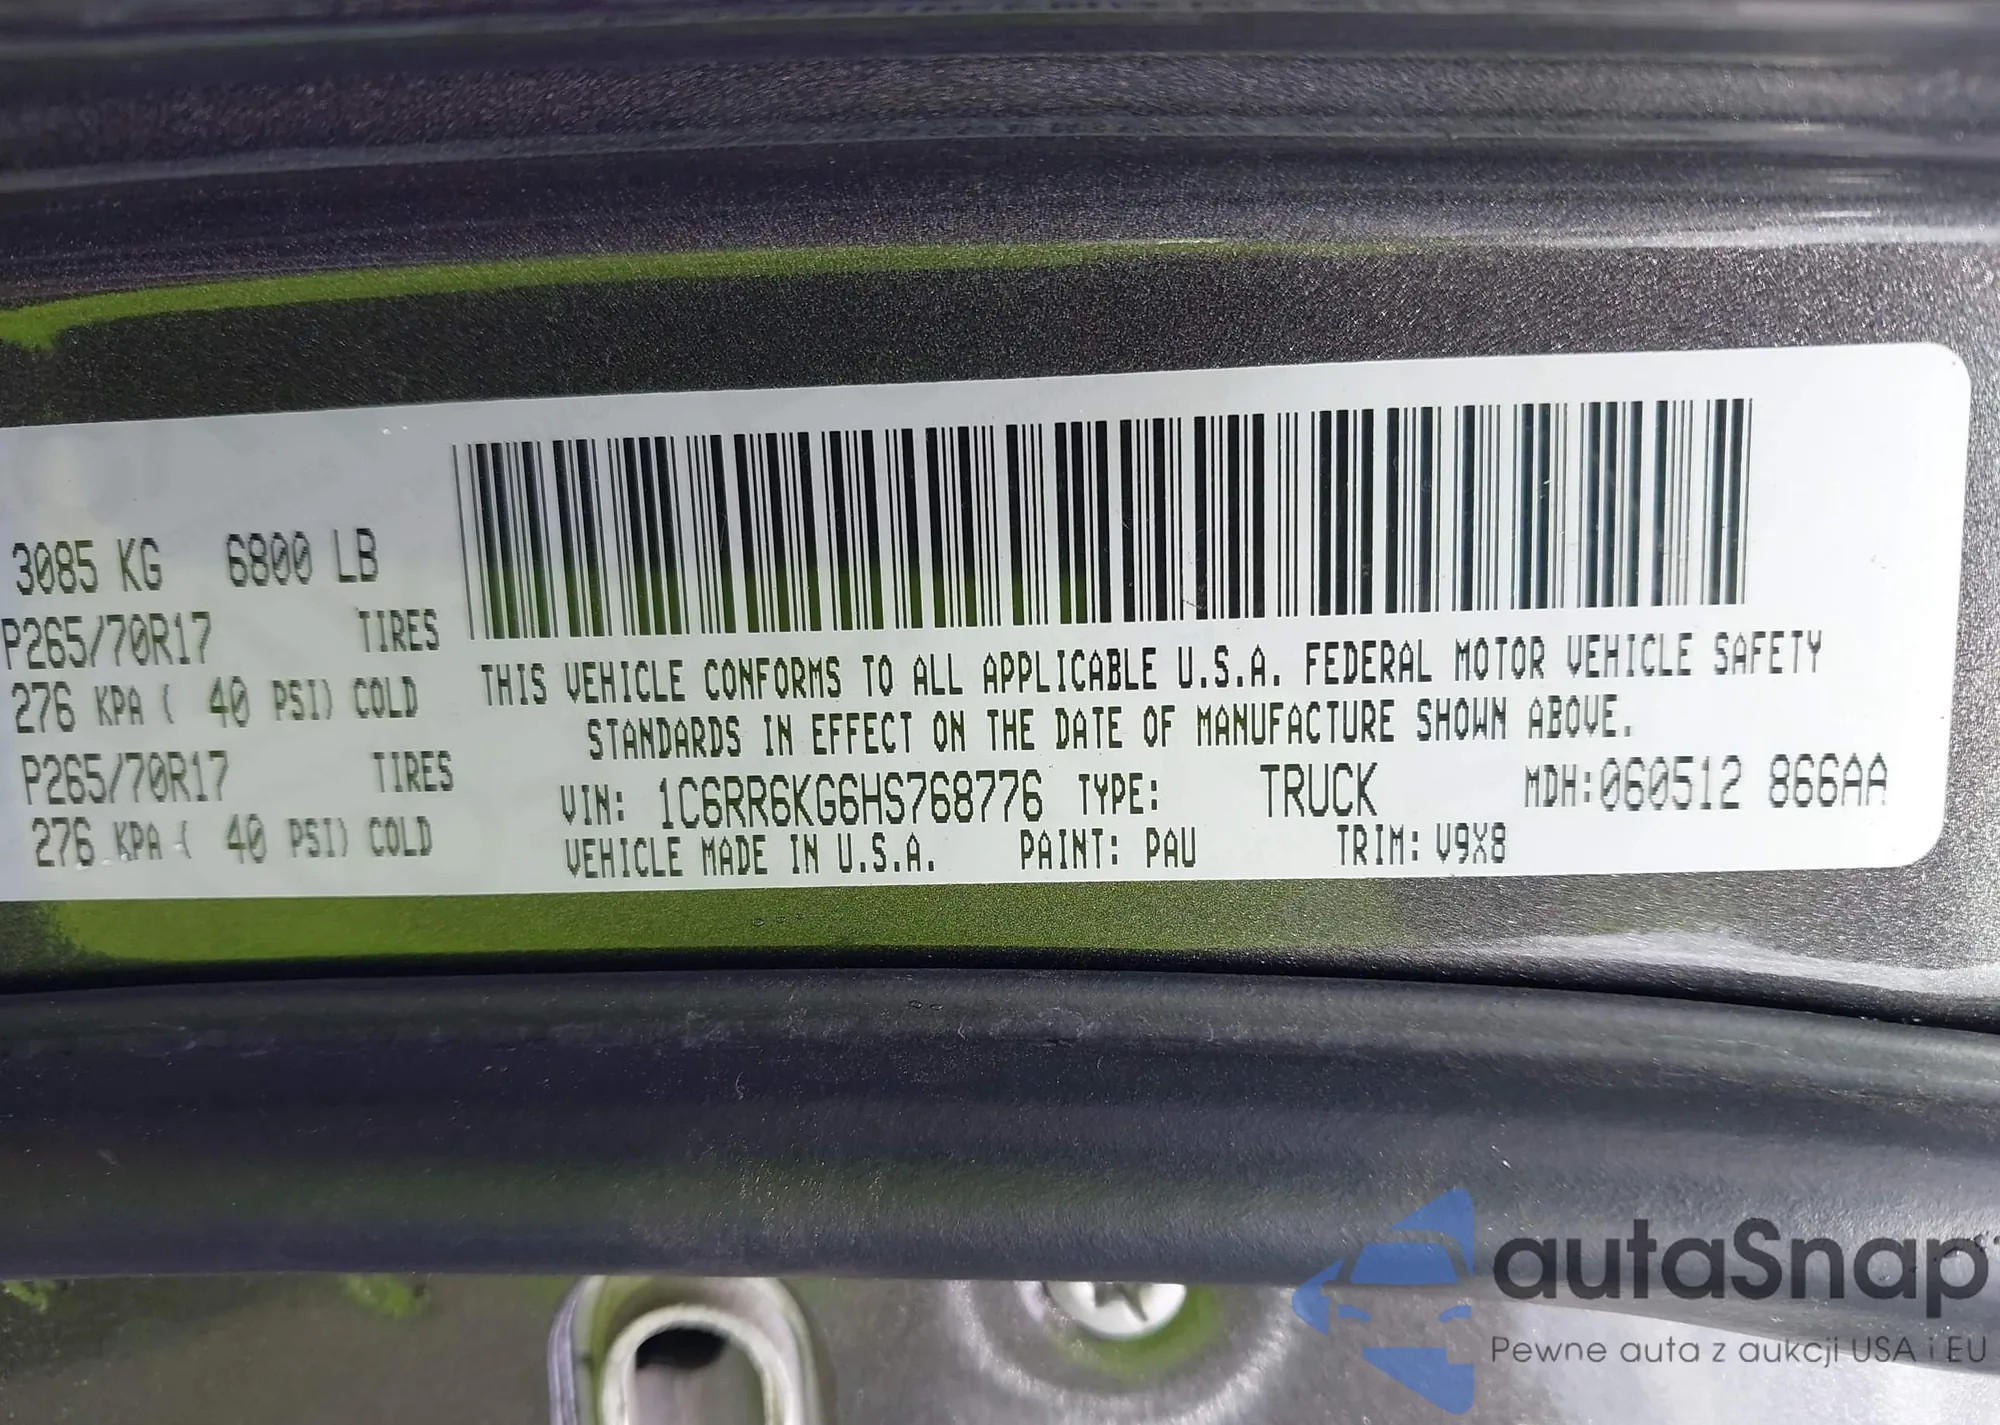 3085 KG 6800 LB
P265/70R17 TIRES
276 KPA ( 40 PSI) COLD
P265/70R17 TIRES
276 KPA ( 40 PSI) COLD
THIS VEHICLE CONFORMS TO ALL APPLICABLE U.S.A. FEDERAL MOTOR VEHICLE SAFETY
STANDARDS IN EFFECT ON THE DATE OF MANUFACTURE SHOWN ABOVE.
VIN: 1C6RR6KG6HS768776 TYPE: TRUCK MDH:060512 866AA
VEHICLE MADE IN U.S.A. PAINT: PAU TRIM: V9X8
autaSnap
Pewne auta z aukcji USA i EU